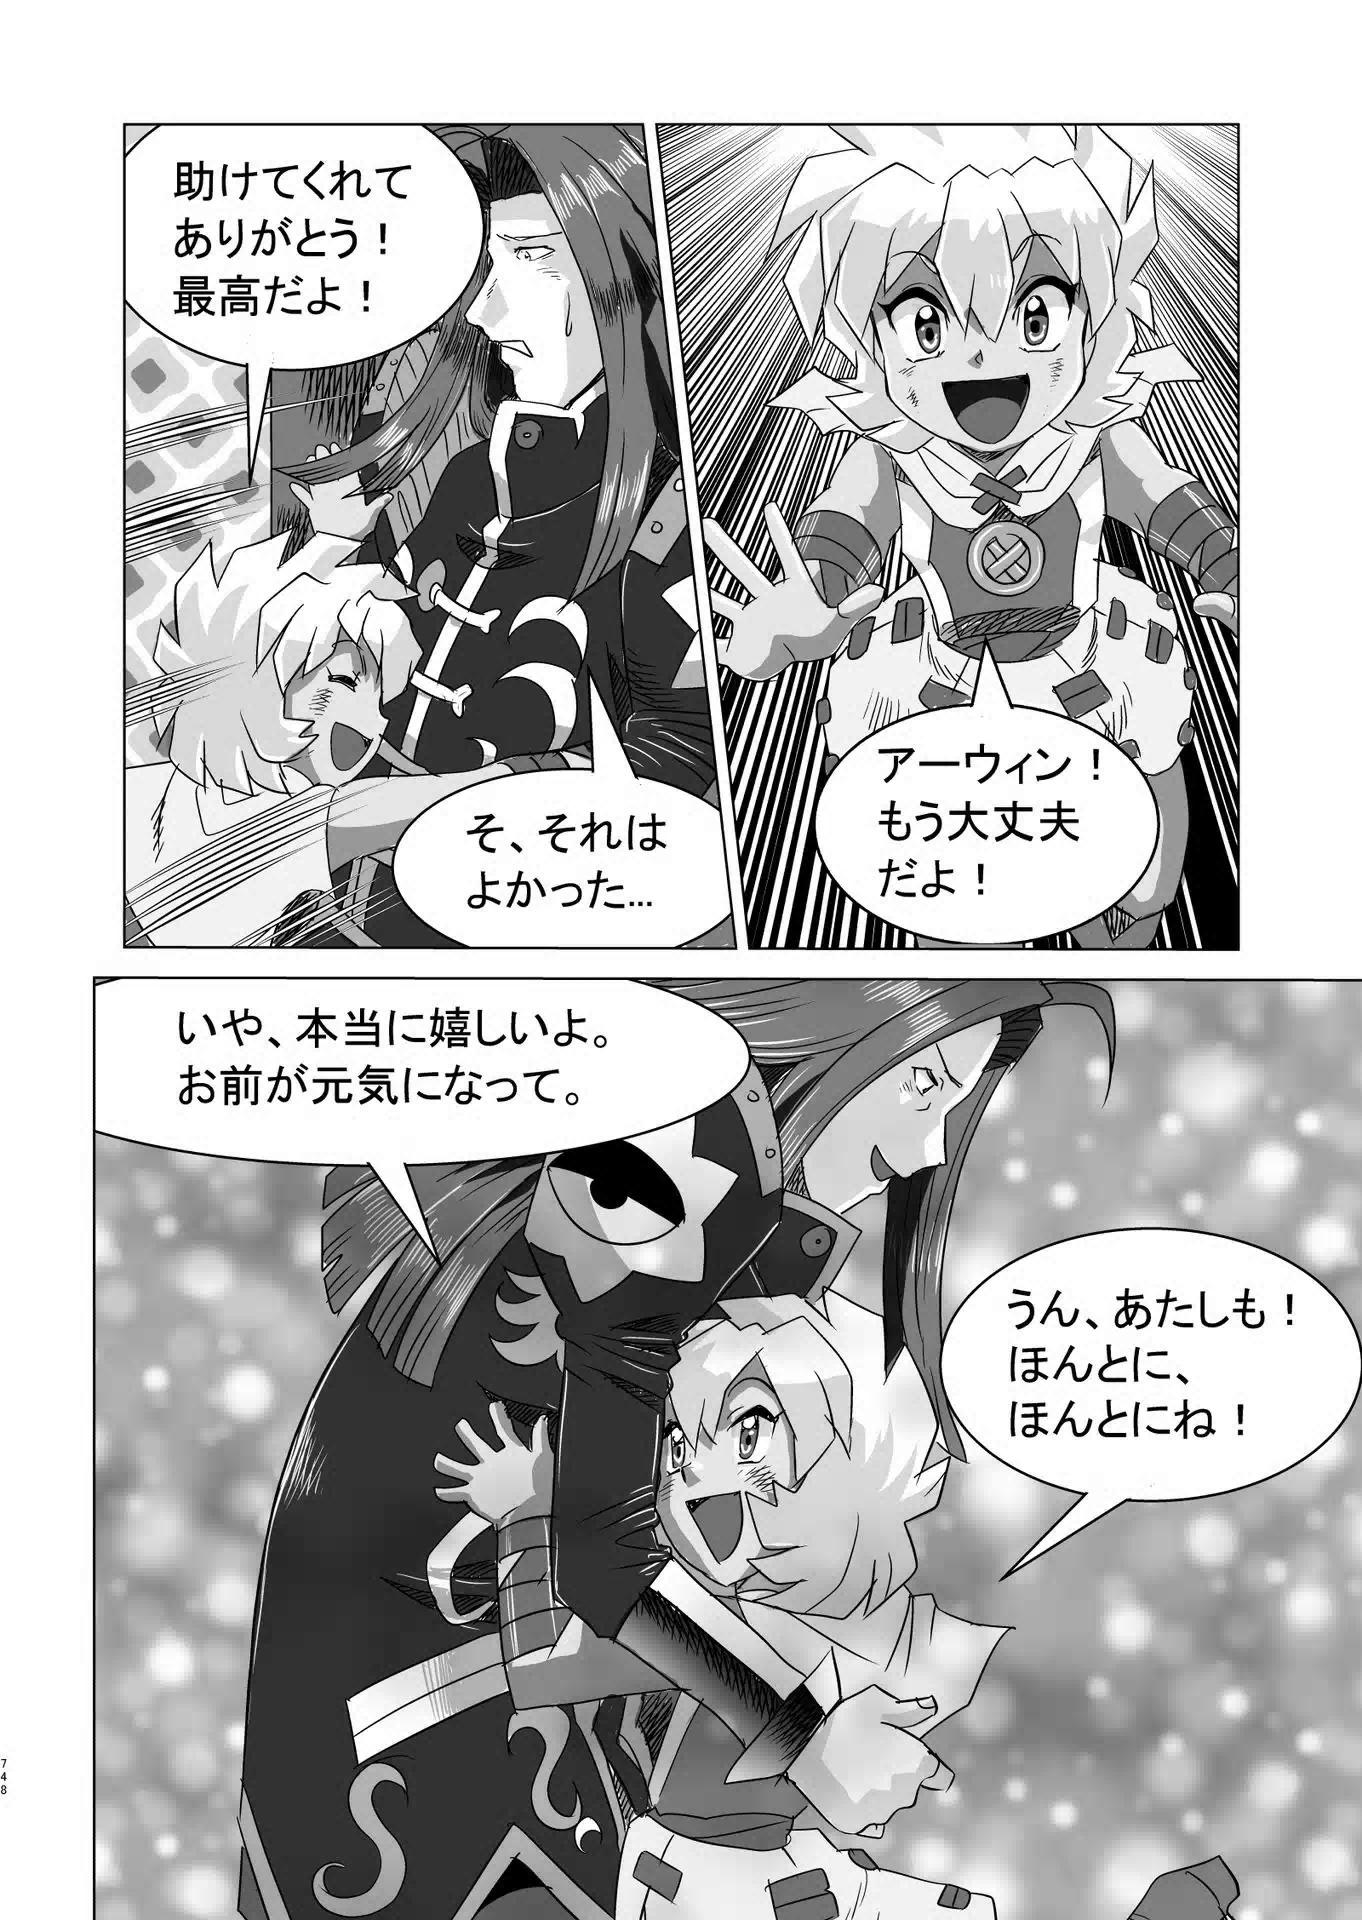 アーウィン！
もう大丈夫
だよ！
助けてくれて
ありがとう！
最高だよ！
そ、それは
よかった…
いや、本当に嬉しいよ。
お前が元気になって。
うん、あたしも！
ほんとに、
ほんとにね！
748